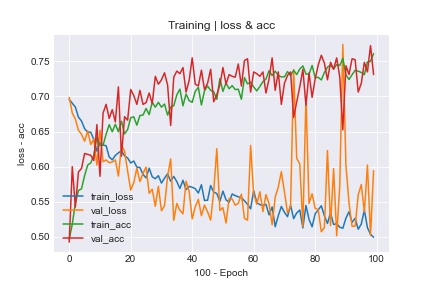 Training | loss & acc
loss - acc
0.75
0.70
0.65
0.60
0.55
0.50
train_loss
val_loss
train_acc
val_acc
0 20 40 60 80 100
100 - Epoch